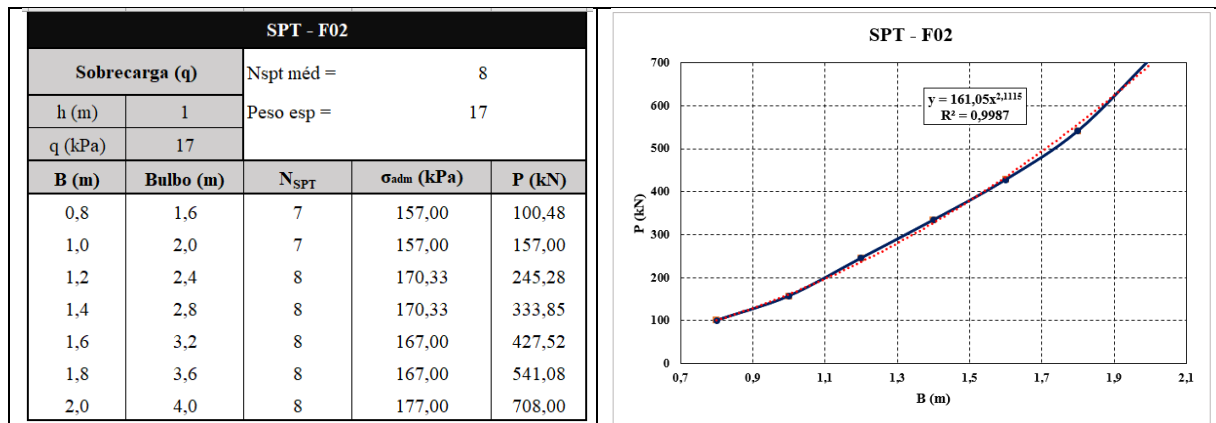 SPT - F02
Sobrecarga (q) Nspt méd = 8
h (m) 1 Peso esp = 17
q (kPa) 17
B (m) Bulbo (m) NSPT σadm (kPa) P (kN)
0,8 1,6 7 157,00 100,48
1,0 2,0 7 157,00 157,00
1,2 2,4 8 170,33 245,28
1,4 2,8 8 170,33 333,85
1,6 3,2 8 167,00 427,52
1,8 3,6 8 167,00 541,08
2,0 4,0 8 177,00 708,00
SPT - F02
y = 161,05x^2,1115
R² = 0,9987
P (kN)
700
600
500
400
300
200
100
0
0,7 0,9 1,1 1,3 1,5 1,7 1,9 2,1
B (m)